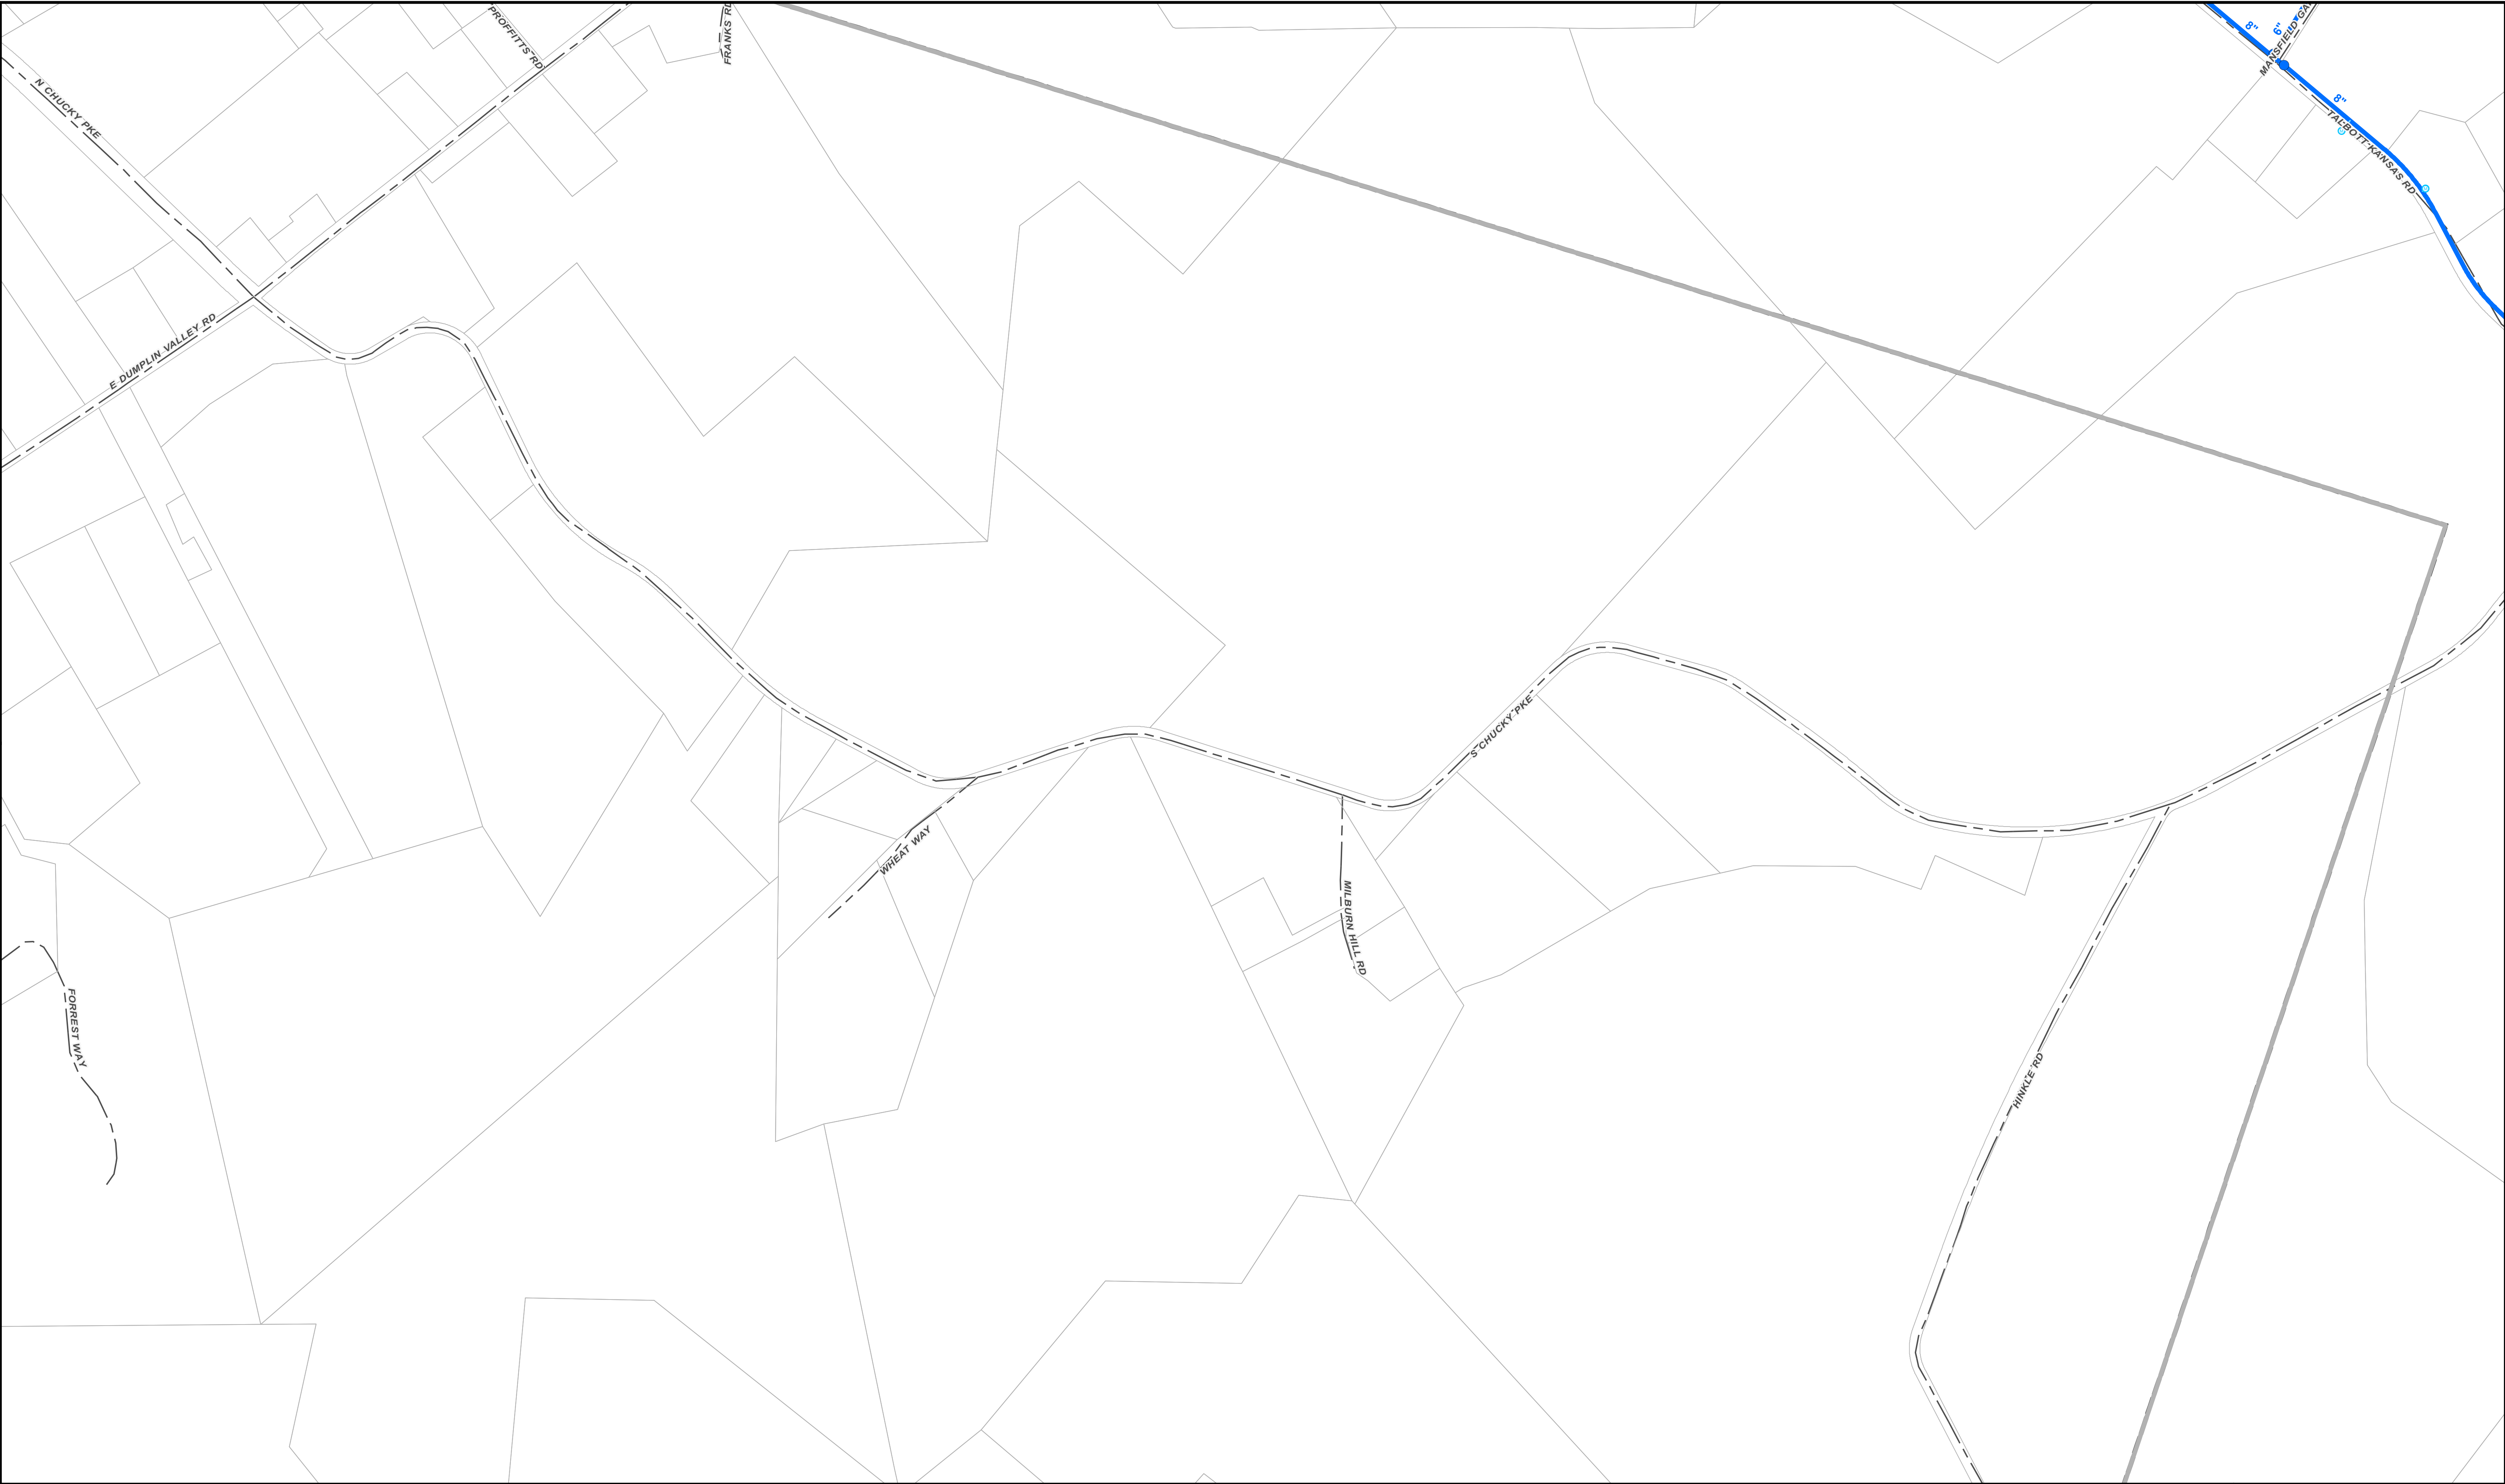 PROFFITTS RD
FRANKS RD
8"
6"
N CHUCKY PKE
8"
TALBOTT-KANSAS RD
E DUMPLIN VALLEY RD
S CHUCKY PKE
WHEAT WAY
MILBURN HILL RD
FORREST WAY
HINKLE RD
MANSFIELD